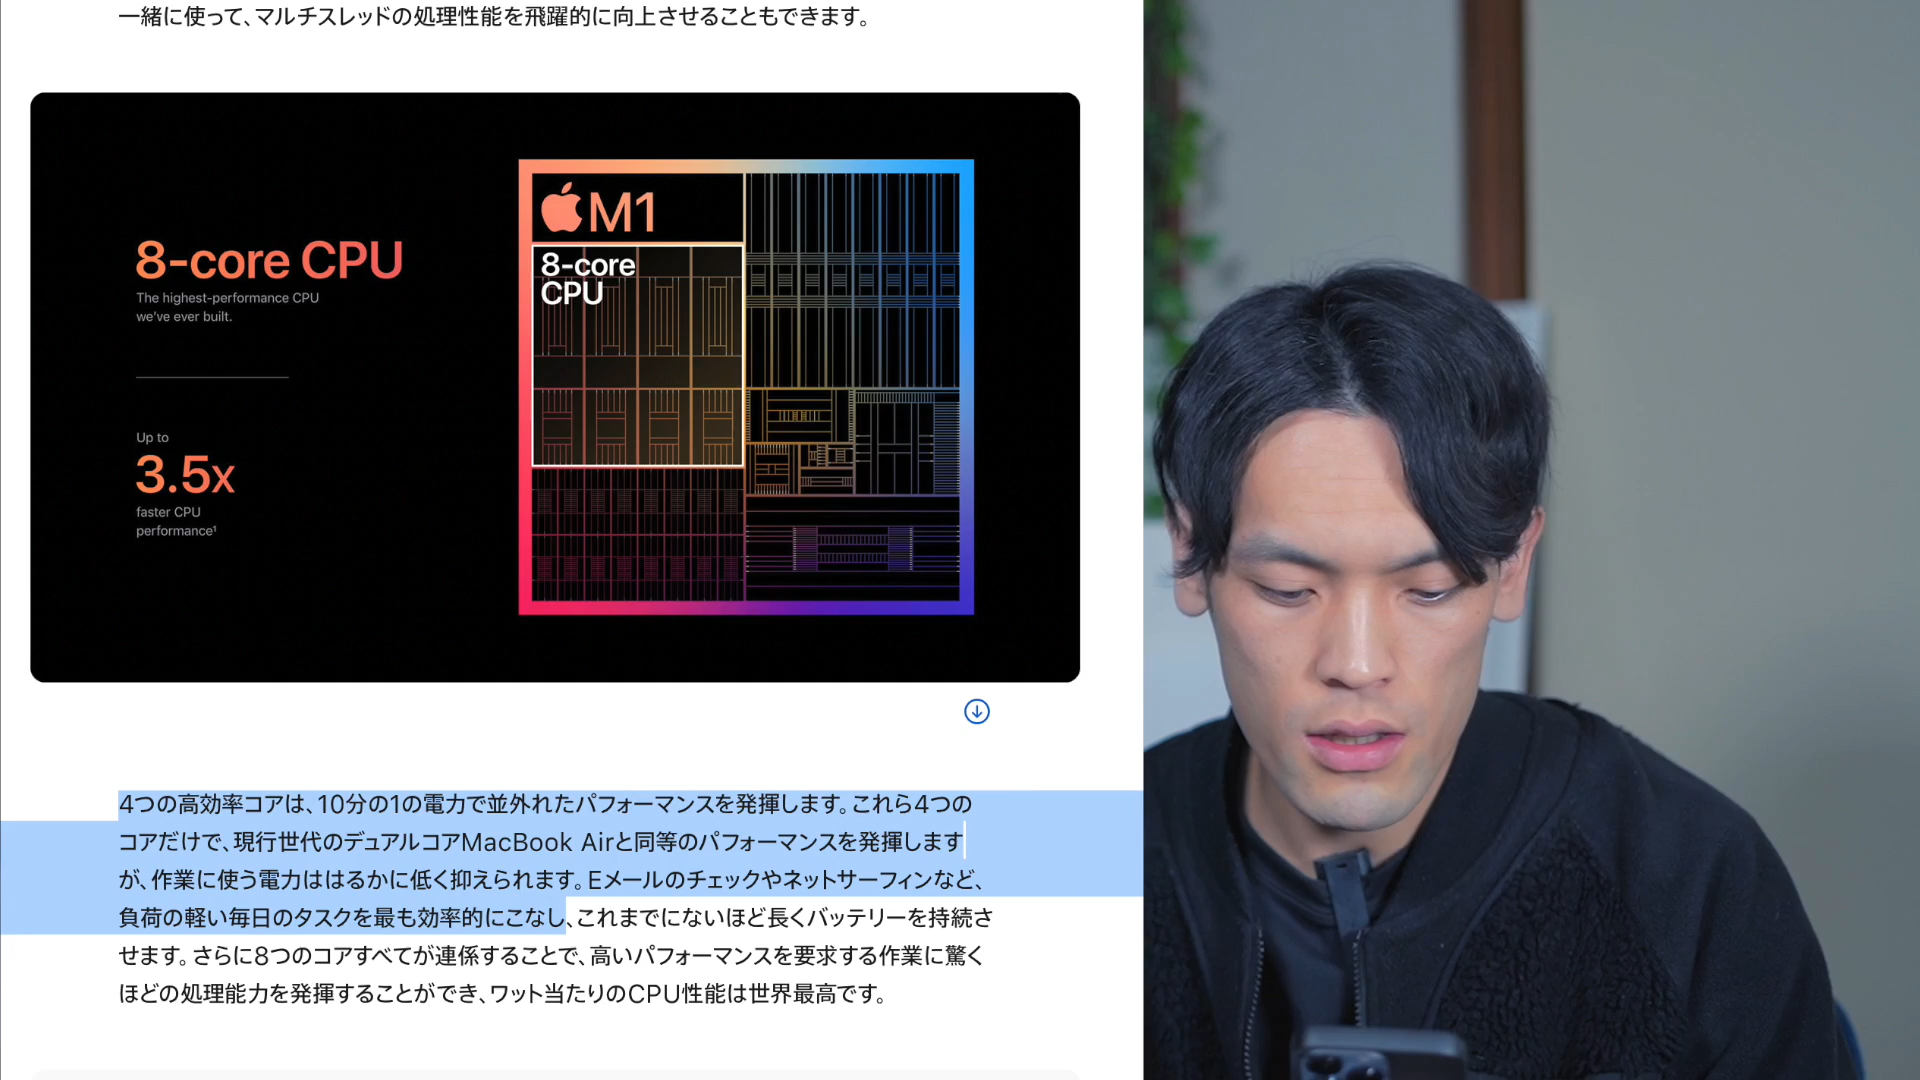 一緒に使って、マルチスレッドの処理性能を飛躍的に向上させることもできます。
8-core CPU
The highest-performance CPU
we've ever built.
Up to
3.5x
faster CPU
performance¹
M1
8-core
CPU
4つの高効率コアは、10分の1の電力で並外れたパフォーマンスを発揮します。これら4つの
コアだけで、現行世代のデュアルコアMacBook Airと同等のパフォーマンスを発揮します
が、作業に使う電力ははるかに低く抑えられます。Eメールのチェックやネットサーフィンなど、
負荷の軽い毎日のタスクを最も効率的にこなし、これまでにないほど長くバッテリーを持続さ
せます。さらに8つのコアすべてが連係することで、高いパフォーマンスを要求する作業に驚く
ほどの処理能力を発揮することができ、ワット当たりのCPU性能は世界最高です。